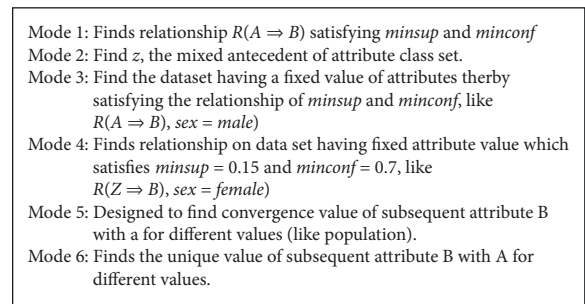 Mode 1: Finds relationship R(A ⇒ B) satisfying minsup and minconf
Mode 2: Find z, the mixed antecedent of attribute class set.
Mode 3: Find the dataset having a fixed value of attributes therby
satisfying the relationship of minsup and minconf, like
R(A ⇒ B), sex = male)
Mode 4: Finds relationship on data set having fixed attribute value which
satisfies minsup = 0.15 and minconf = 0.7, like
R(Z ⇒ B), sex = female)
Mode 5: Designed to find convergence value of subsequent attribute B
with a for different values (like population).
Mode 6: Finds the unique value of subsequent attribute B with A for
different values.